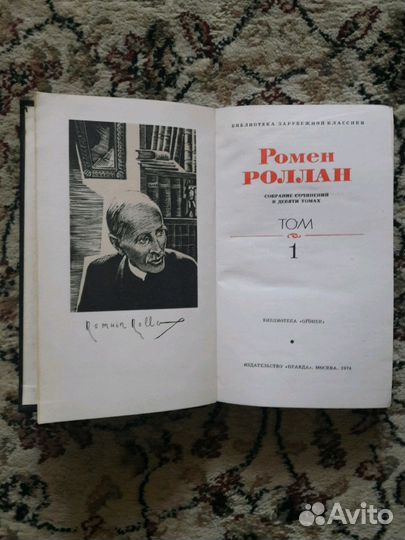 Romain Rolland
БИБЛИОТЕКА ЗАРУБЕЖНОЙ КЛАССИКИ
Ромен
РОЛЛАН
СОБРАНИЕ СОЧИНЕНИЙ
В ДЕВЯТИ ТОМАХ
ТОМ
1
БИБЛИОТЕКА «ОГОНЕК»
ИЗДАТЕЛЬСТВО «ПРАВДА». МОСКВА. 1974
Avito